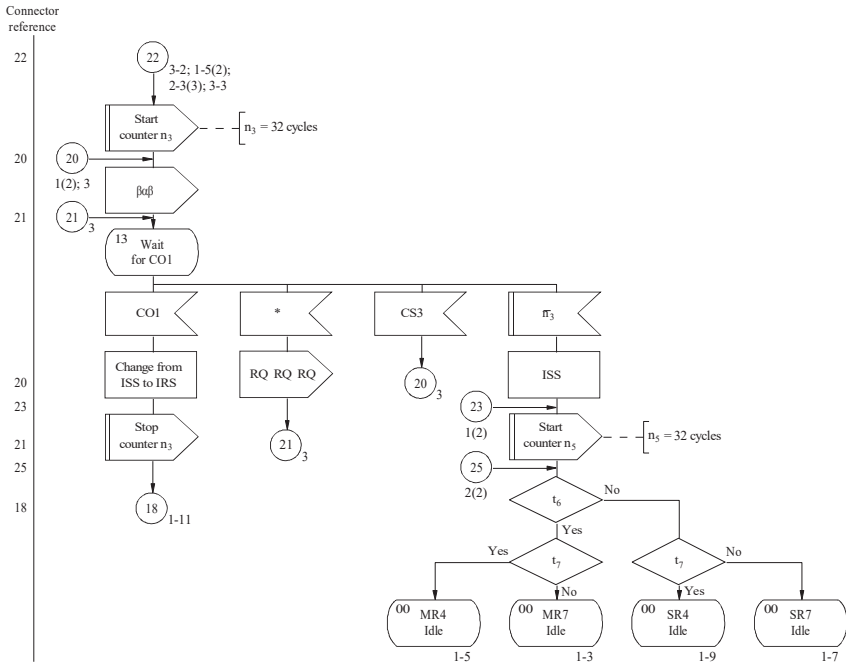 Connector
reference
22
22
3-2; 1-5(2);
2-3(3); 3-3
Start
counter n3
n3 = 32 cycles
20
20
1(2); 3
βαβ
21
21
3
13
Wait
for CO1
CO1
*
CS3
n̅3
Change from
ISS to IRS
RQ RQ RQ
20
3
ISS
20
23
23
1(2)
Stop
counter n3
21
3
Start
counter n5
n5 = 32 cycles
21
25
25
2(2)
18
18
1-11
t6
No
Yes
Yes
t7
No
t7
No
Yes
00
MR4
Idle
1-5
00
MR7
Idle
1-3
00
SR4
Idle
1-9
00
SR7
Idle
1-7